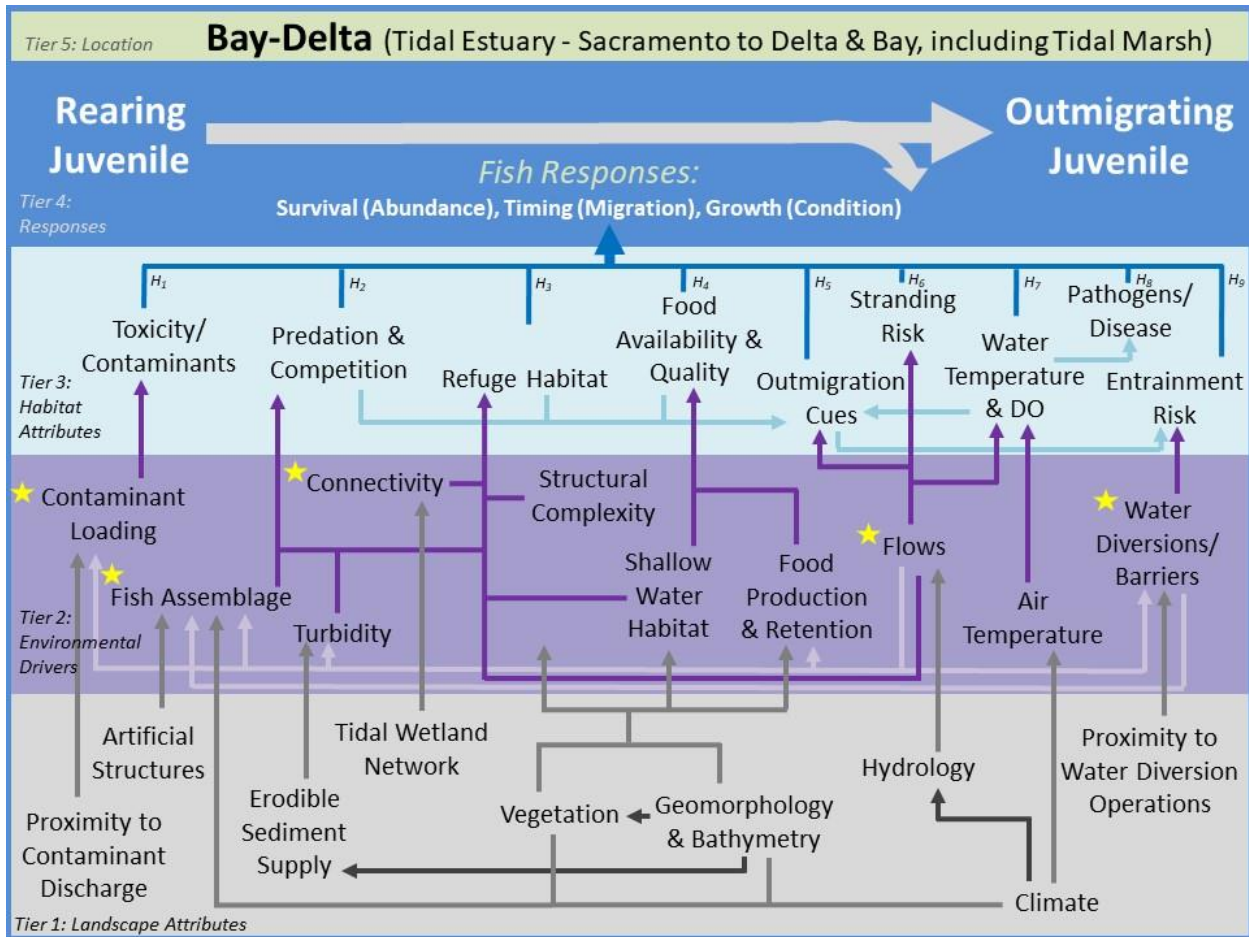 Tier 5: Location
Bay-Delta (Tidal Estuary - Sacramento to Delta & Bay, including Tidal Marsh)
Rearing
Juvenile
Outmigrating
Juvenile
Fish Responses:
Survival (Abundance), Timing (Migration), Growth (Condition)
Tier 4:
Responses
H1
H2
H3
H4
H5
H6
H7
H8
H9
Toxicity/
Contaminants
Predation &
Competition
Refuge Habitat
Food
Availability &
Quality
Outmigration
Cues
Stranding
Risk
Water
Temperature
& DO
Pathogens/
Disease
Entrainment
Risk
Tier 3:
Habitat
Attributes
Contaminant
Loading
Fish Assemblage
Connectivity
Turbidity
Structural
Complexity
Shallow
Water
Habitat
Food
Production
& Retention
Flows
Air
Temperature
Water
Diversions/
Barriers
Tier 2:
Environmental
Drivers
Artificial
Structures
Proximity to
Contaminant
Discharge
Erodible
Sediment
Supply
Tidal Wetland
Network
Vegetation
Geomorphology
& Bathymetry
Hydrology
Climate
Proximity to
Water Diversion
Operations
Tier 1: Landscape Attributes